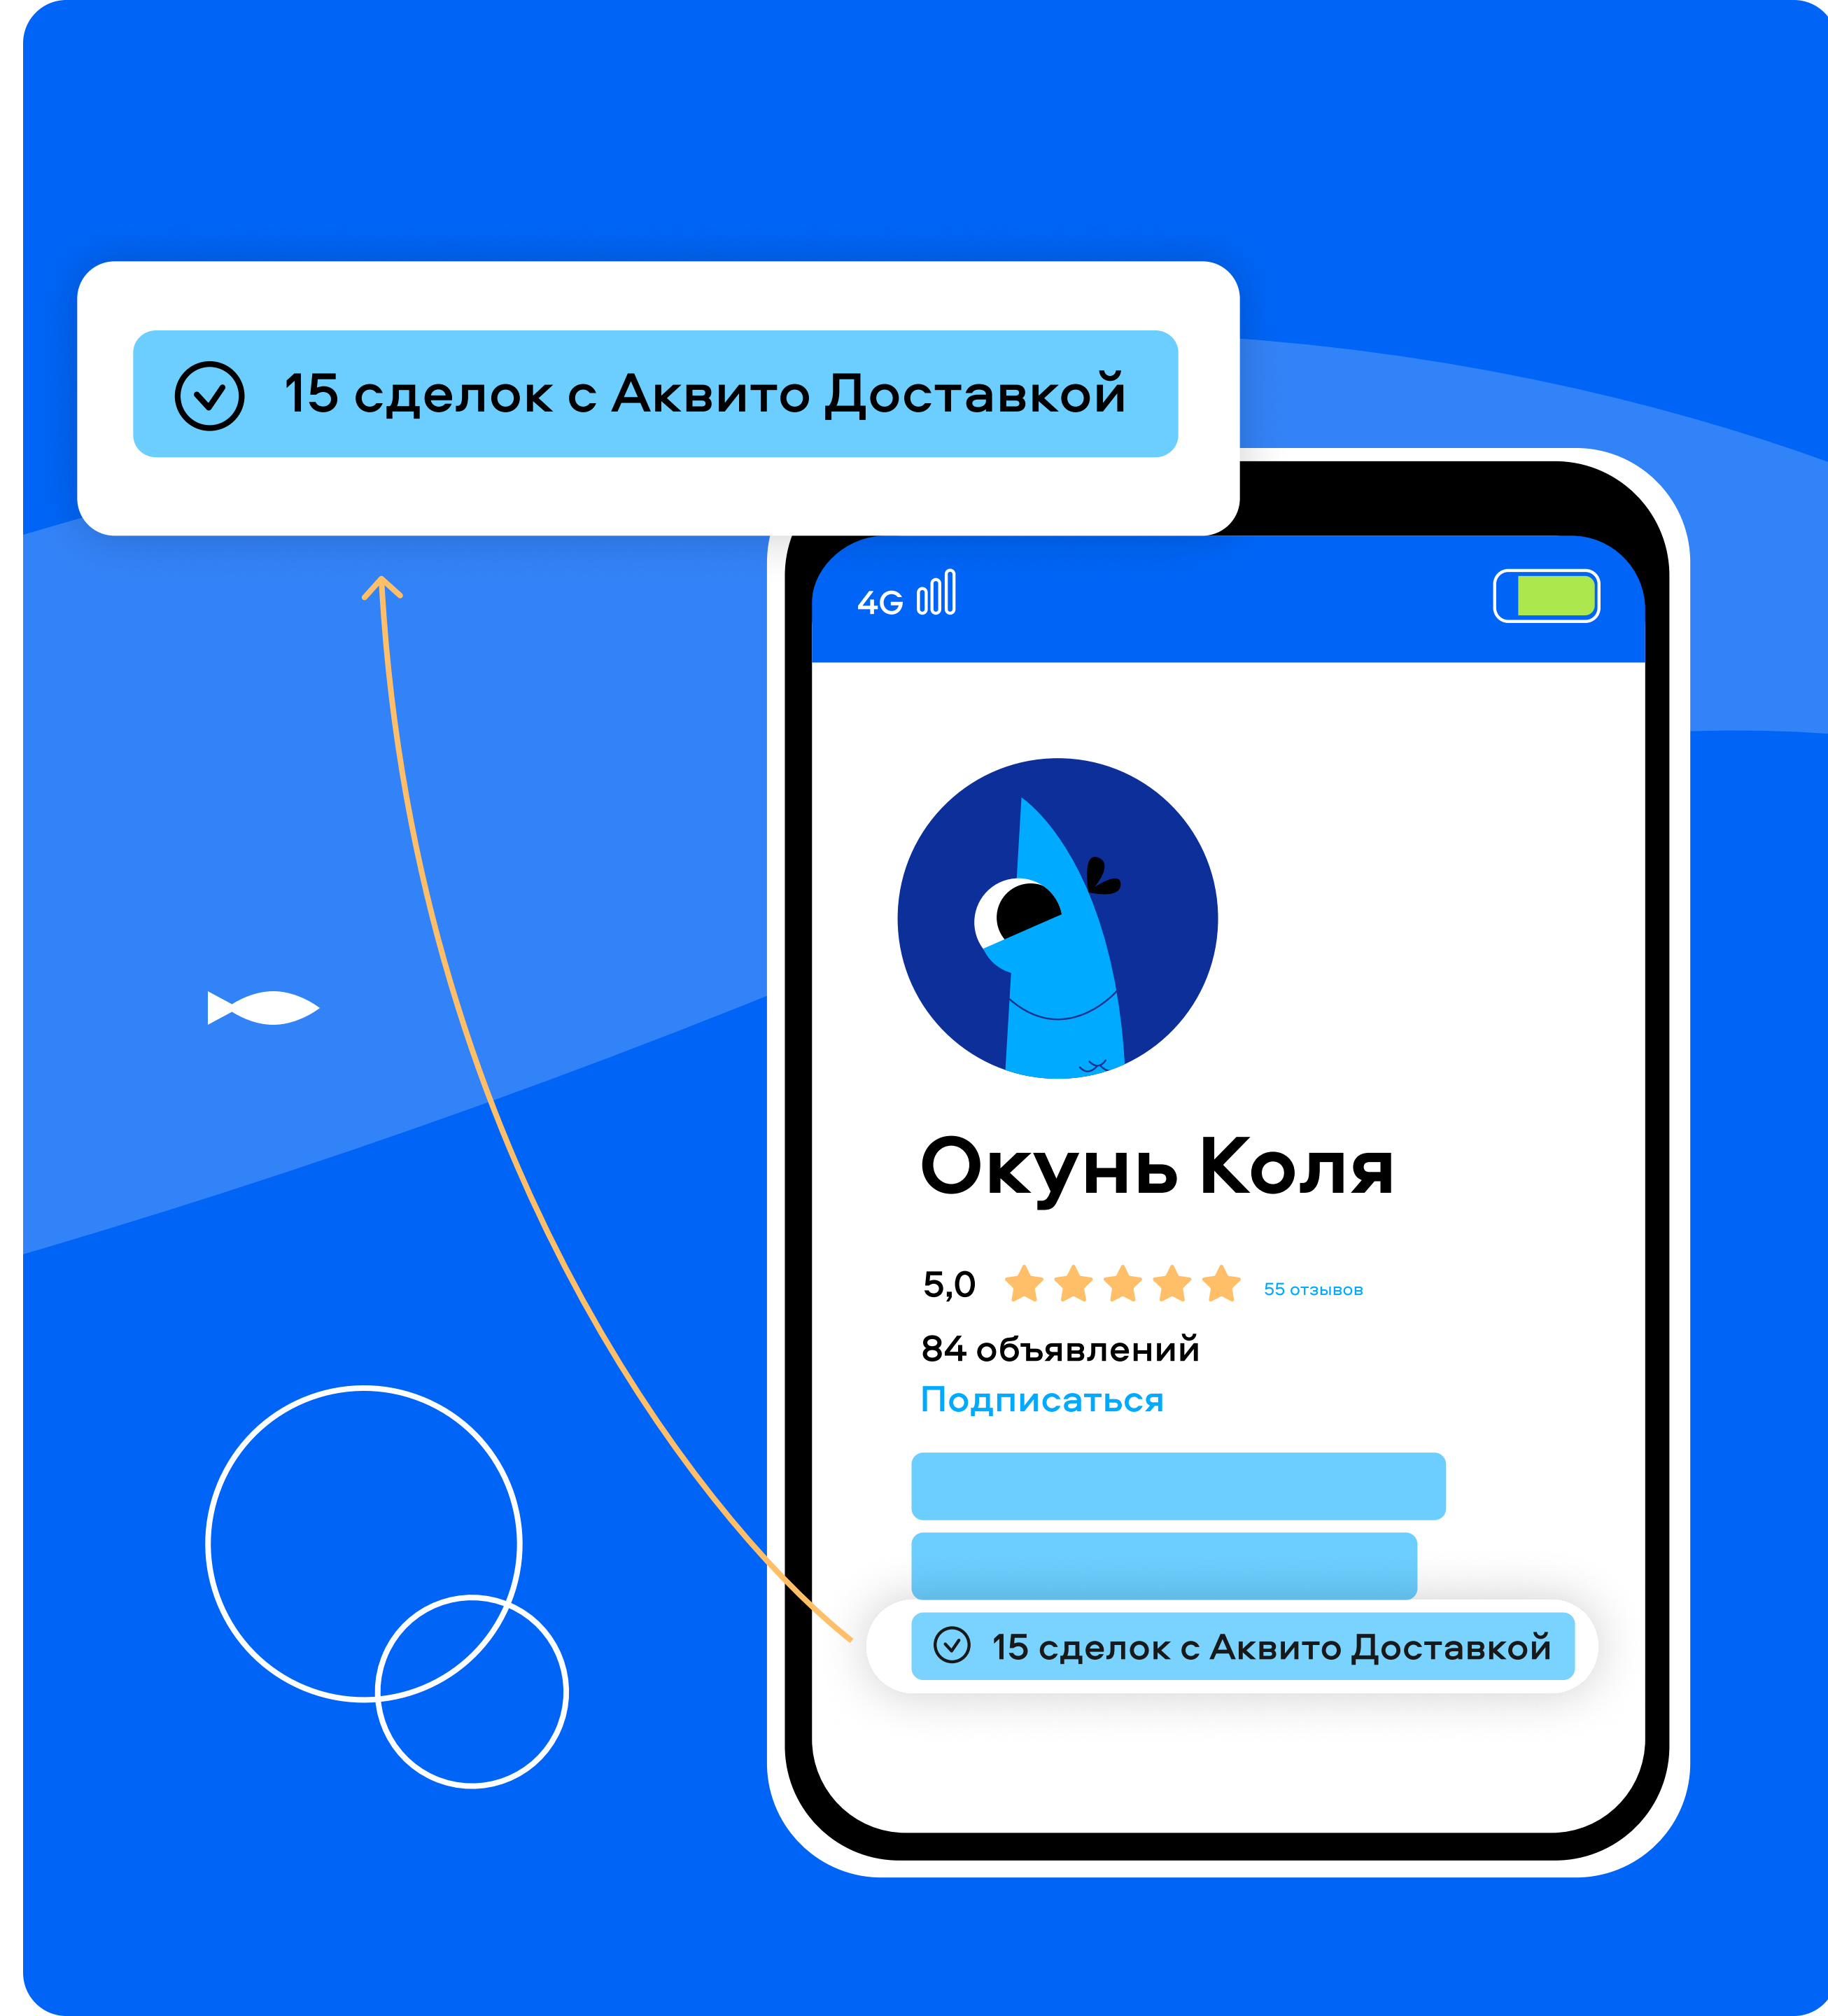 15 сделок с Аквито Доставкой
4G
Окунь Коля
5,0 55 отзывов
84 объявлений
Подписаться
15 сделок с Аквито Доставкой